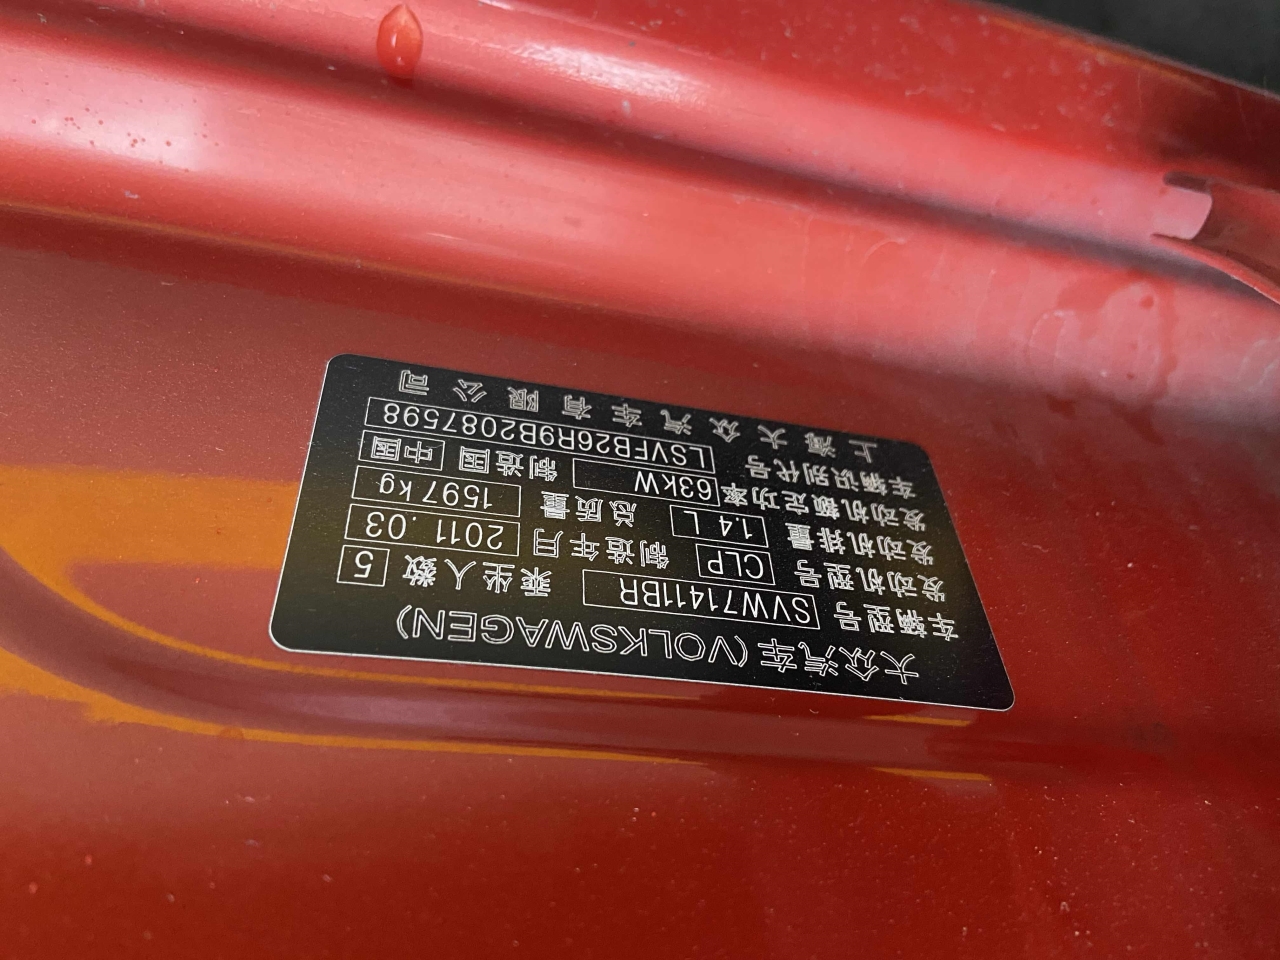 大众汽车(VOLKSWAGEN)
车辆型号 SVW71411BR 乘坐人数 5
发动机型号 CLP 制造年月 2011.03
发动机排量 1.4 L 总质量 1597kg
发动机额定功率 63kW 制造国 中国
车辆识别代号 LSVFB26R9B2087598
上海大众汽车有限公司